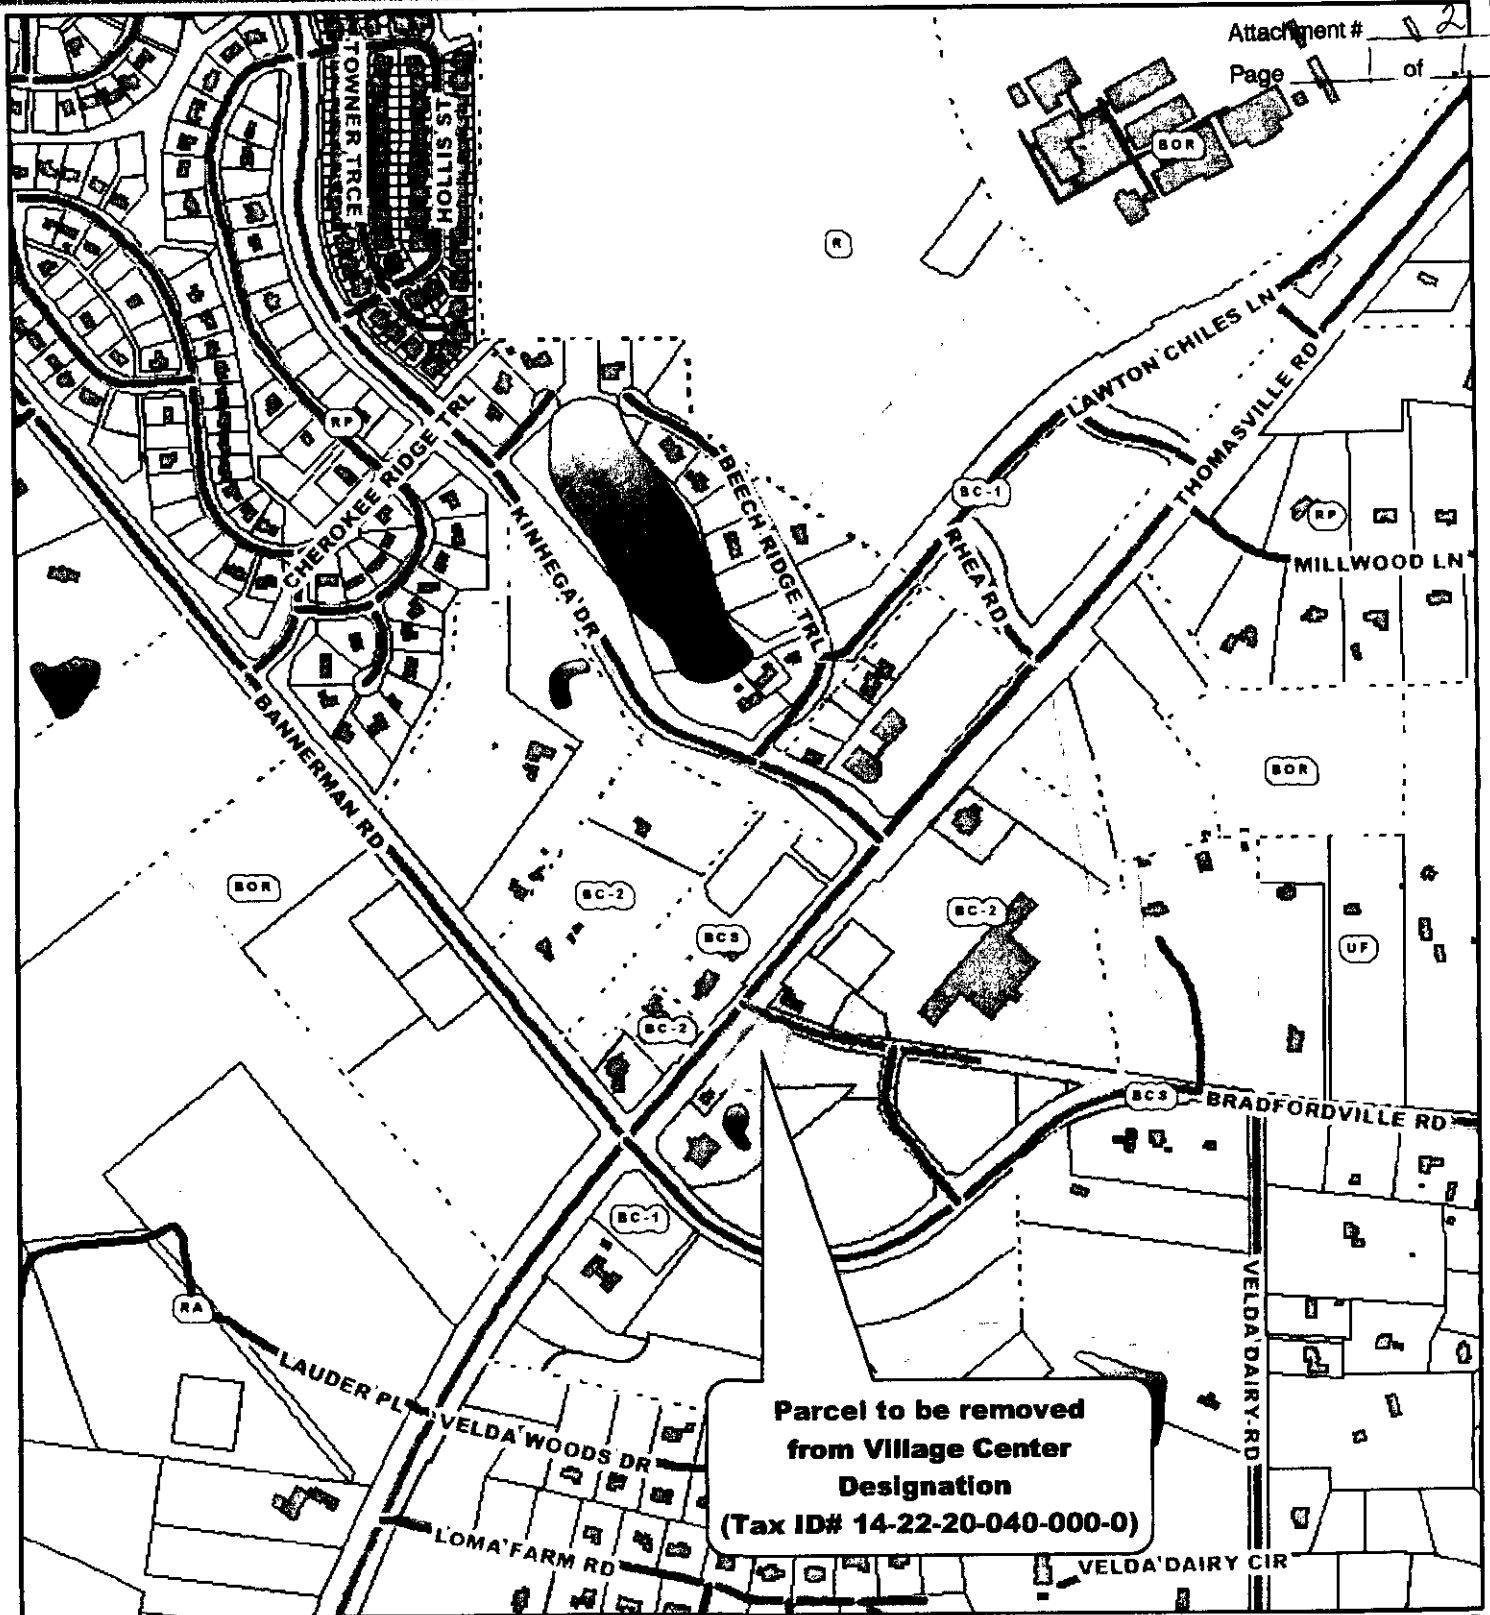 Attachment # 2
Page 1 of 1
TOWNER TRCE
HOLLIS ST
BOR
R
LAWTON CHILES LN
THOMASVILLE RD
RP
CHEROKEE RIDGE TRL
BEECH RIDGE TRL
BC-1
RP
KINHEGA DR
RHEA RD
MILLWOOD LN
BANNERMAN RD
BOR
BOR
BC-2
BC-2
BCS
UF
BC-2
BCS
BRADFORDVILLE RD
BC-1
RA
VELDA DAIRY RD
LAUDER PL
VELDA WOODS DR
Parcel to be removed
from Village Center
Designation
(Tax ID# 14-22-20-040-000-0)
LOMA FARM RD
VELDA DAIRY CIR